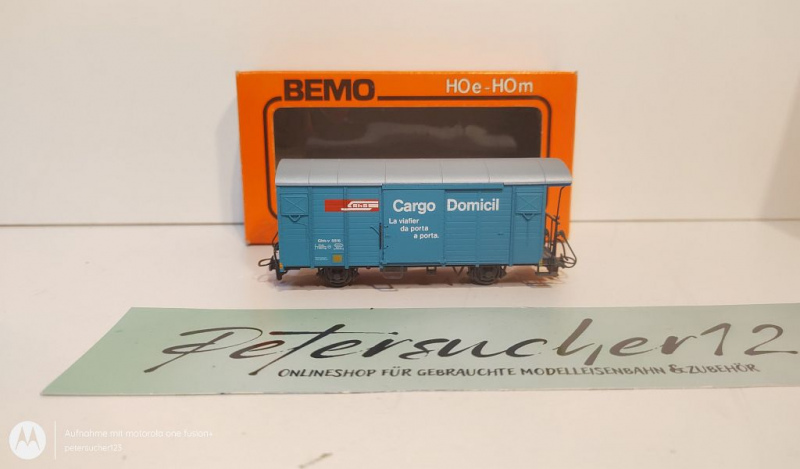 BEMO
HOe-HOm
Cargo Domicil
La viafier
da porta
a porta.
Petersucher12
ONLINESHOP FÜR GEBRAUCHTE MODELLEISENBAHN & ZUBEHÖR
Aufnahme mit motorola one fusion+
petersucher123